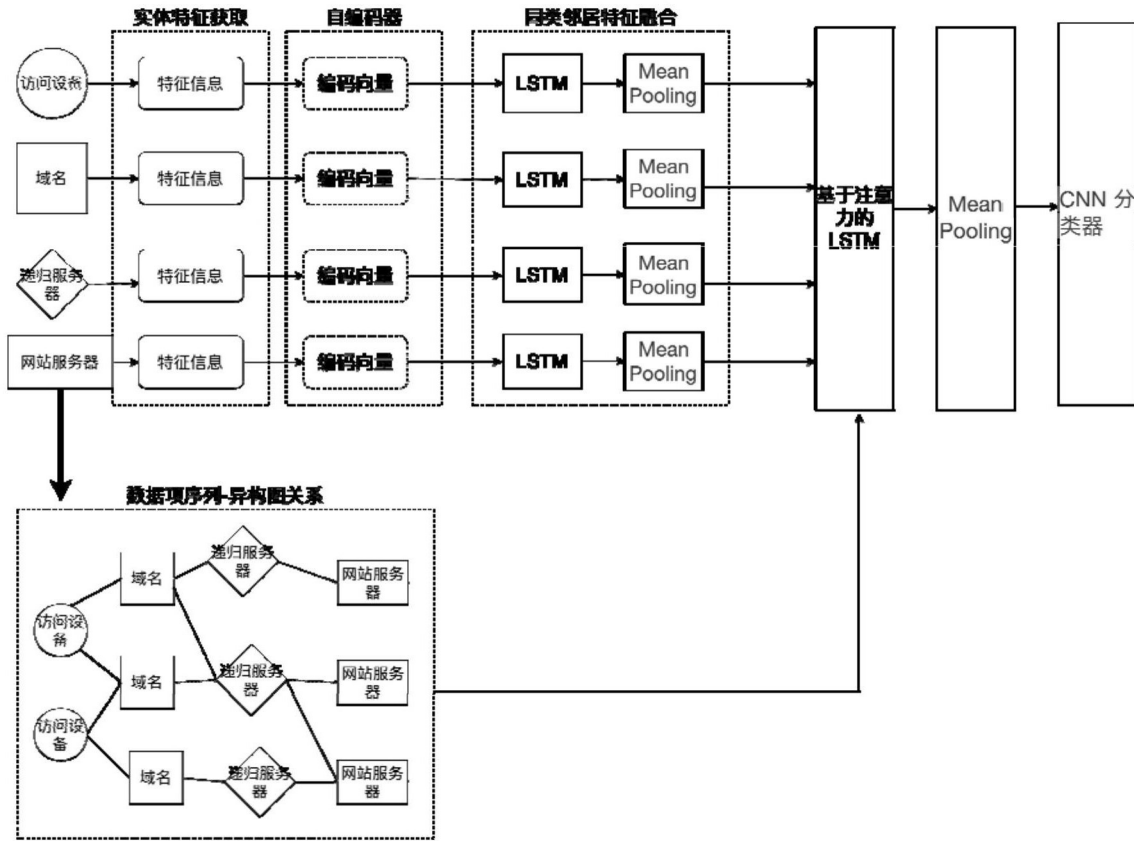 实体特征获取
自编码器
同类邻居特征融合
访问设备
特征信息
编码向量
LSTM
Mean
Pooling
域名
特征信息
编码向量
LSTM
Mean
Pooling
递归服务
器
特征信息
编码向量
LSTM
Mean
Pooling
网站服务器
特征信息
编码向量
LSTM
Mean
Pooling
基于注意
力的
LSTM
Mean
Pooling
CNN 分
类器
数据项序列-异构图关系
域名
递归服务
器
网站服务
器
访问设
备
域名
递归服务
器
网站服务
器
访问设
备
域名
递归服务
器
网站服务
器